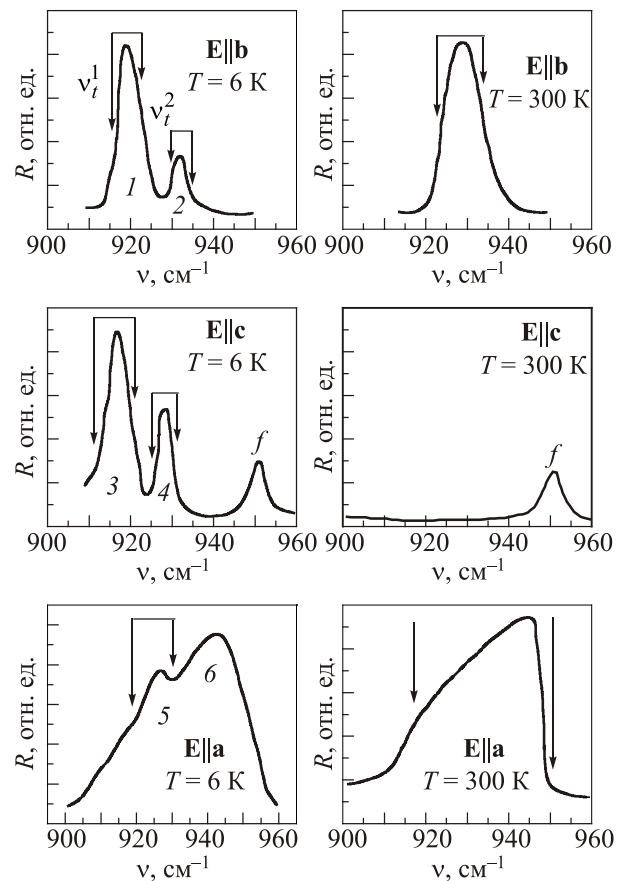 R, отн. ед.
ν_t^1
ν_t^2
E||b
T = 6 К
1
2
900 920 940 960
ν, см⁻¹
R, отн. ед.
E||b
T = 300 К
900 920 940 960
ν, см⁻¹
R, отн. ед.
E||c
T = 6 К
3
4
f
900 920 940 960
ν, см⁻¹
R, отн. ед.
E||c
T = 300 К
f
900 920 940 960
ν, см⁻¹
R, отн. ед.
5
6
E||a
T = 6 К
900 920 940 960
ν, см⁻¹
R, отн. ед.
E||a
T = 300 К
900 920 940 960
ν, см⁻¹